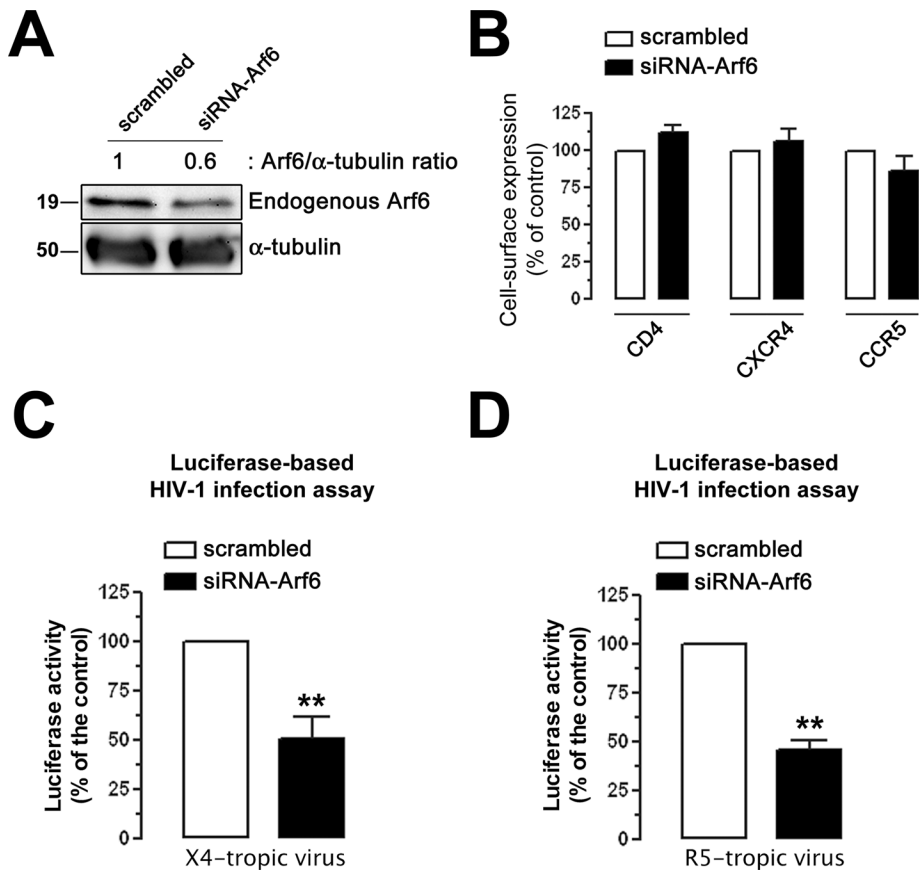 A
scrambled
siRNA-Arf6
1 0.6 : Arf6/α-tubulin ratio
19 Endogenous Arf6
50 α-tubulin
B
scrambled
siRNA-Arf6
Cell-surface expression
(% of control)
125
100
75
50
25
0
CD4
CXCR4
CCR5
C
Luciferase-based
HIV-1 infection assay
scrambled
siRNA-Arf6
Luciferase activity
(% of the control)
125
100
75
50
25
0
**
X4-tropic virus
D
Luciferase-based
HIV-1 infection assay
scrambled
siRNA-Arf6
Luciferase activity
(% of the control)
125
100
75
50
25
0
**
R5-tropic virus